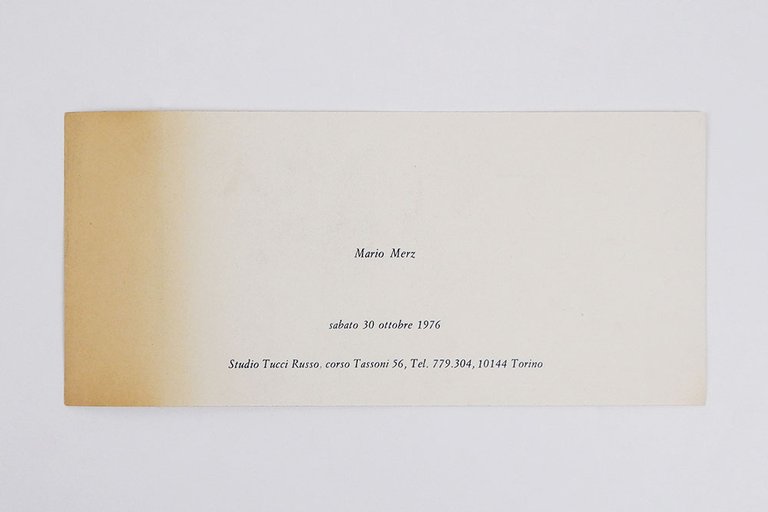 Mario Merz
sabato 30 ottobre 1976
Studio Tucci Russo, corso Tassoni 56, Tel. 779.304, 10144 Torino